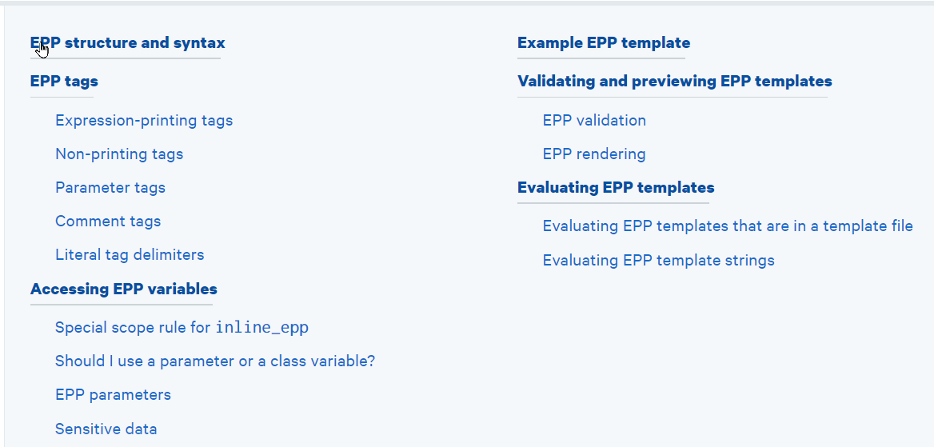 EPP structure and syntax
EPP tags
Expression-printing tags
Non-printing tags
Parameter tags
Comment tags
Literal tag delimiters
Accessing EPP variables
Special scope rule for inline_epp
Should I use a parameter or a class variable?
EPP parameters
Sensitive data
Example EPP template
Validating and previewing EPP templates
EPP validation
EPP rendering
Evaluating EPP templates
Evaluating EPP templates that are in a template file
Evaluating EPP template strings